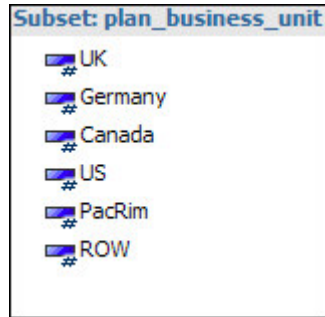 Subset: plan_business_unit
UK
Germany
Canada
US
PacRim
ROW